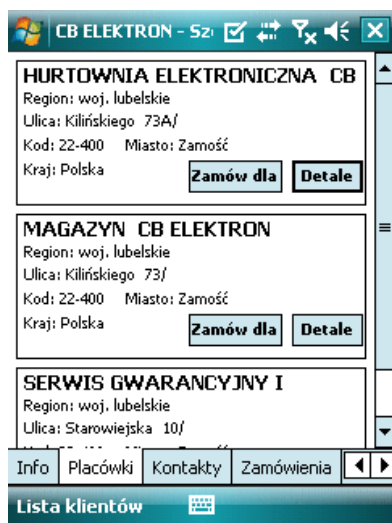 CB ELEKTRON - Sz
HURTOWNIA ELEKTRONICZNA CB
Region: woj. lubelskie
Ulica: Kilińskiego 73A/
Kod: 22-400 Miasto: Zamość
Kraj: Polska
Zamów dla Detale
MAGAZYN CB ELEKTRON
Region: woj. lubelskie
Ulica: Kilińskiego 73/
Kod: 22-400 Miasto: Zamość
Kraj: Polska
Zamów dla Detale
SERWIS GWARANCYJNY I
Region: woj. lubelskie
Ulica: Starowiejska 10/
Info Placówki Kontakty Zamówienia
Lista klientów